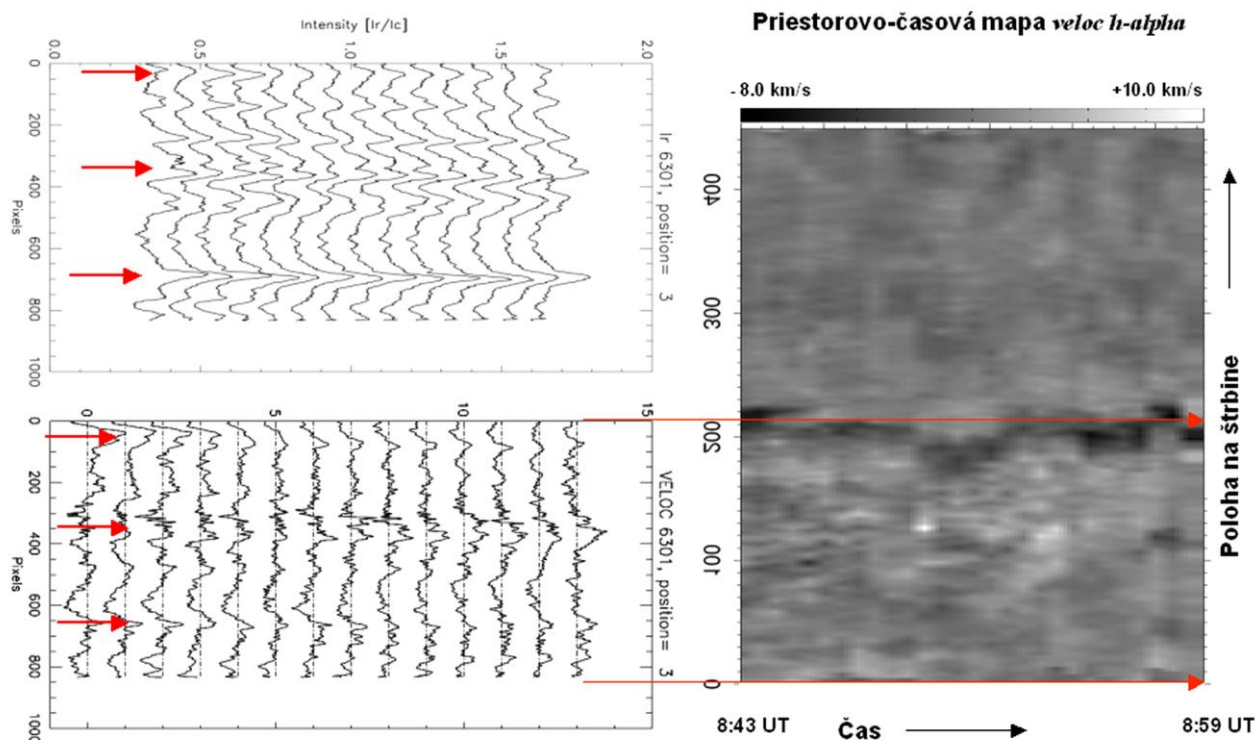 Intensity [Ir/Ic]
0.0 0.5 1.0 1.5 2.0
0
200
400
600
800
1000
Pixels
Ir 6301, position= 3
0 5 10 15
0
200
400
600
800
1000
Pixels
VELOC 6301, position= 3
Priestorovo-časová mapa veloc h-alpha
- 8.0 km/s +10.0 km/s
400
300
200
100
0
Poloha na štrbine
8:43 UT Čas 8:59 UT